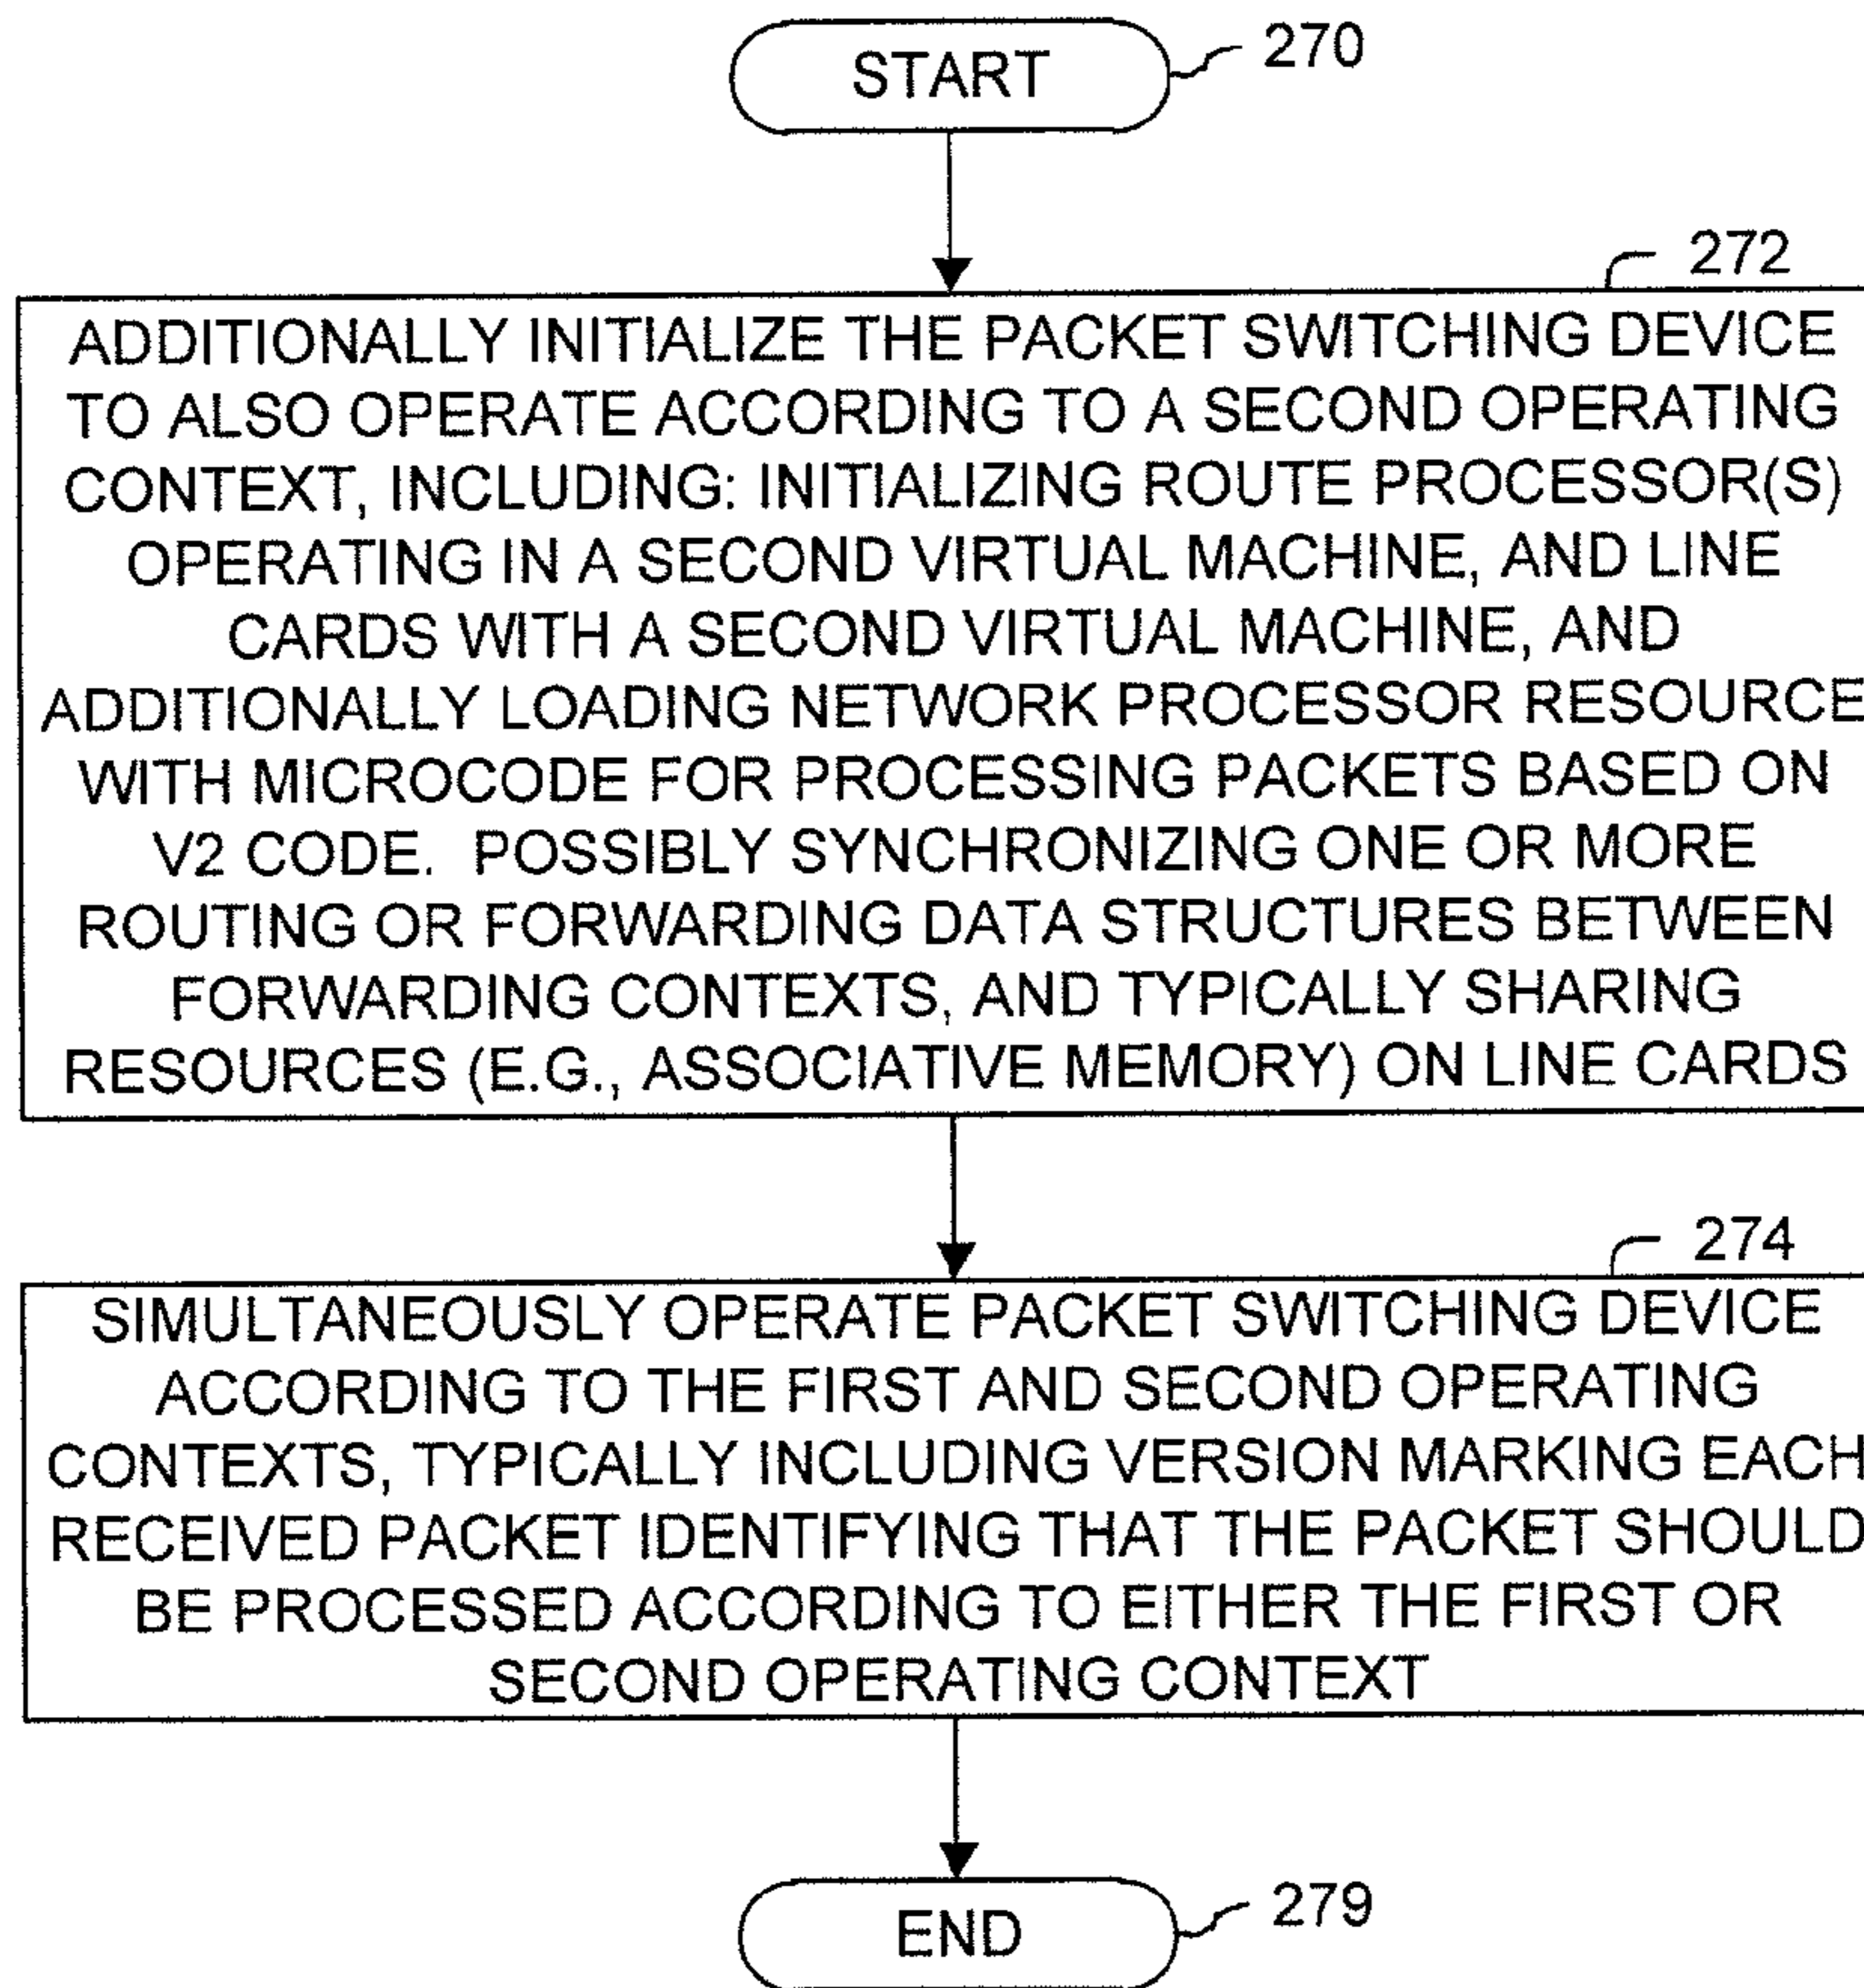 START
270
272
ADDITIONALLY INITIALIZE THE PACKET SWITCHING DEVICE
TO ALSO OPERATE ACCORDING TO A SECOND OPERATING
CONTEXT, INCLUDING: INITIALIZING ROUTE PROCESSOR(S)
OPERATING IN A SECOND VIRTUAL MACHINE, AND LINE
CARDS WITH A SECOND VIRTUAL MACHINE, AND
ADDITIONALLY LOADING NETWORK PROCESSOR RESOURCE
WITH MICROCODE FOR PROCESSING PACKETS BASED ON
V2 CODE. POSSIBLY SYNCHRONIZING ONE OR MORE
ROUTING OR FORWARDING DATA STRUCTURES BETWEEN
FORWARDING CONTEXTS, AND TYPICALLY SHARING
RESOURCES (E.G., ASSOCIATIVE MEMORY) ON LINE CARDS
274
SIMULTANEOUSLY OPERATE PACKET SWITCHING DEVICE
ACCORDING TO THE FIRST AND SECOND OPERATING
CONTEXTS, TYPICALLY INCLUDING VERSION MARKING EACH
RECEIVED PACKET IDENTIFYING THAT THE PACKET SHOULD
BE PROCESSED ACCORDING TO EITHER THE FIRST OR
SECOND OPERATING CONTEXT
END
279